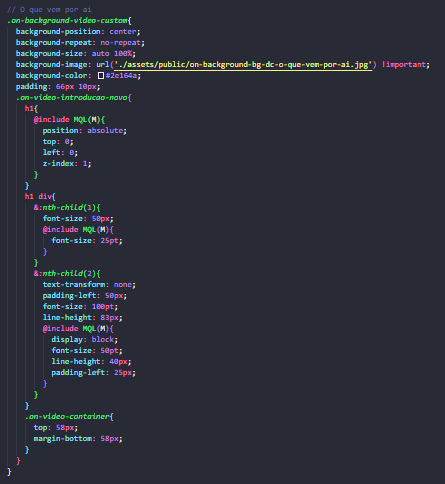 // O que vem por ai
.on-background-video-custom{
background-position: center;
background-repeat: no-repeat;
background-size: auto 100%;
background-image: url('./assets/public/on-background-bg-dc-o-que-vem-por-ai.jpg') !important;
background-color: #2e164a;
padding: 66px 10px;
.on-video-introducao-novo{
h1{
@include MQL(M){
position: absolute;
top: 0;
left: 0;
z-index: 1;
}
}
h1 div{
&:nth-child(1){
font-size: 50px;
@include MQL(M){
font-size: 25pt;
}
}
&:nth-child(2){
text-transform: none;
padding-left: 50px;
font-size: 100pt;
line-height: 83px;
@include MQL(M){
display: block;
font-size: 50pt;
line-height: 40px;
padding-left: 25px;
}
}
}
.on-video-container{
top: 58px;
margin-bottom: 58px;
}
}
}